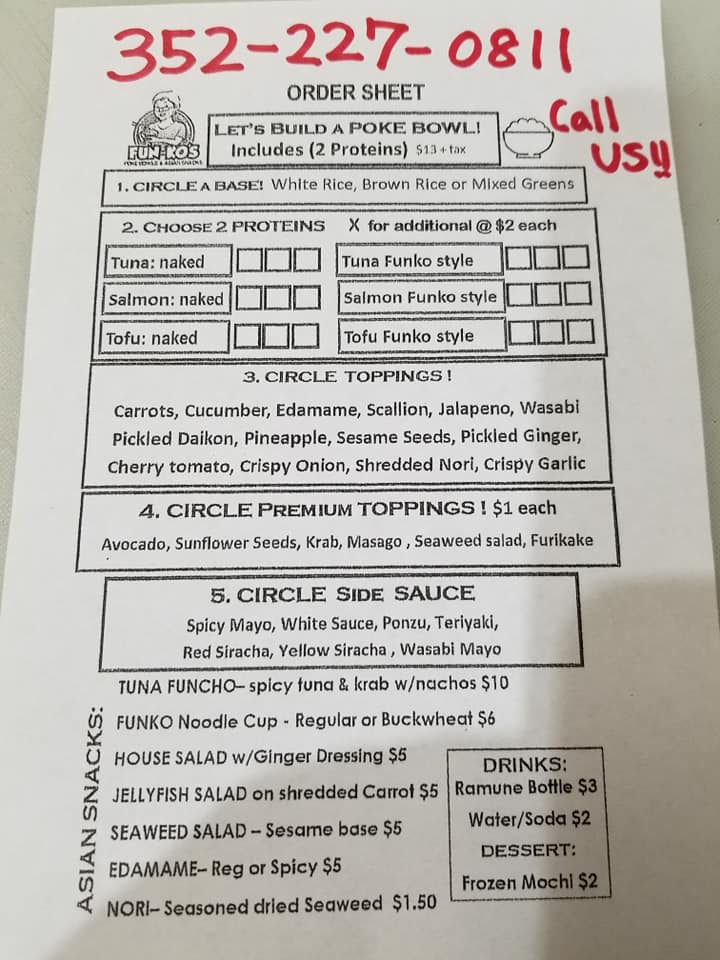 352-227-0811
ORDER SHEET
Call
US!!
FUN-KO'S
POKE BOWLS & ASIAN SNACKS
LET'S BUILD A POKE BOWL!
Includes (2 Proteins) $13 + tax
1. CIRCLE A BASE! White Rice, Brown Rice or Mixed Greens
2. CHOOSE 2 PROTEINS X for additional @ $2 each
Tuna: naked
Tuna Funko style
Salmon: naked
Salmon Funko style
Tofu: naked
Tofu Funko style
3. CIRCLE TOPPINGS!
Carrots, Cucumber, Edamame, Scallion, Jalapeno, Wasabi
Pickled Daikon, Pineapple, Sesame Seeds, Pickled Ginger,
Cherry tomato, Crispy Onion, Shredded Nori, Crispy Garlic
4. CIRCLE PREMIUM TOPPINGS! $1 each
Avocado, Sunflower Seeds, Krab, Masago , Seaweed salad, Furikake
5. CIRCLE SIDE SAUCE
Spicy Mayo, White Sauce, Ponzu, Teriyaki,
Red Siracha, Yellow Siracha , Wasabi Mayo
ASIAN SNACKS:
TUNA FUNCHO– spicy tuna & krab w/nachos $10
FUNKO Noodle Cup - Regular or Buckwheat $6
HOUSE SALAD w/Ginger Dressing $5
JELLYFISH SALAD on shredded Carrot $5
SEAWEED SALAD – Sesame base $5
EDAMAME– Reg or Spicy $5
NORI– Seasoned dried Seaweed $1.50
DRINKS:
Ramune Bottle $3
Water/Soda $2
DESSERT:
Frozen Mochi $2